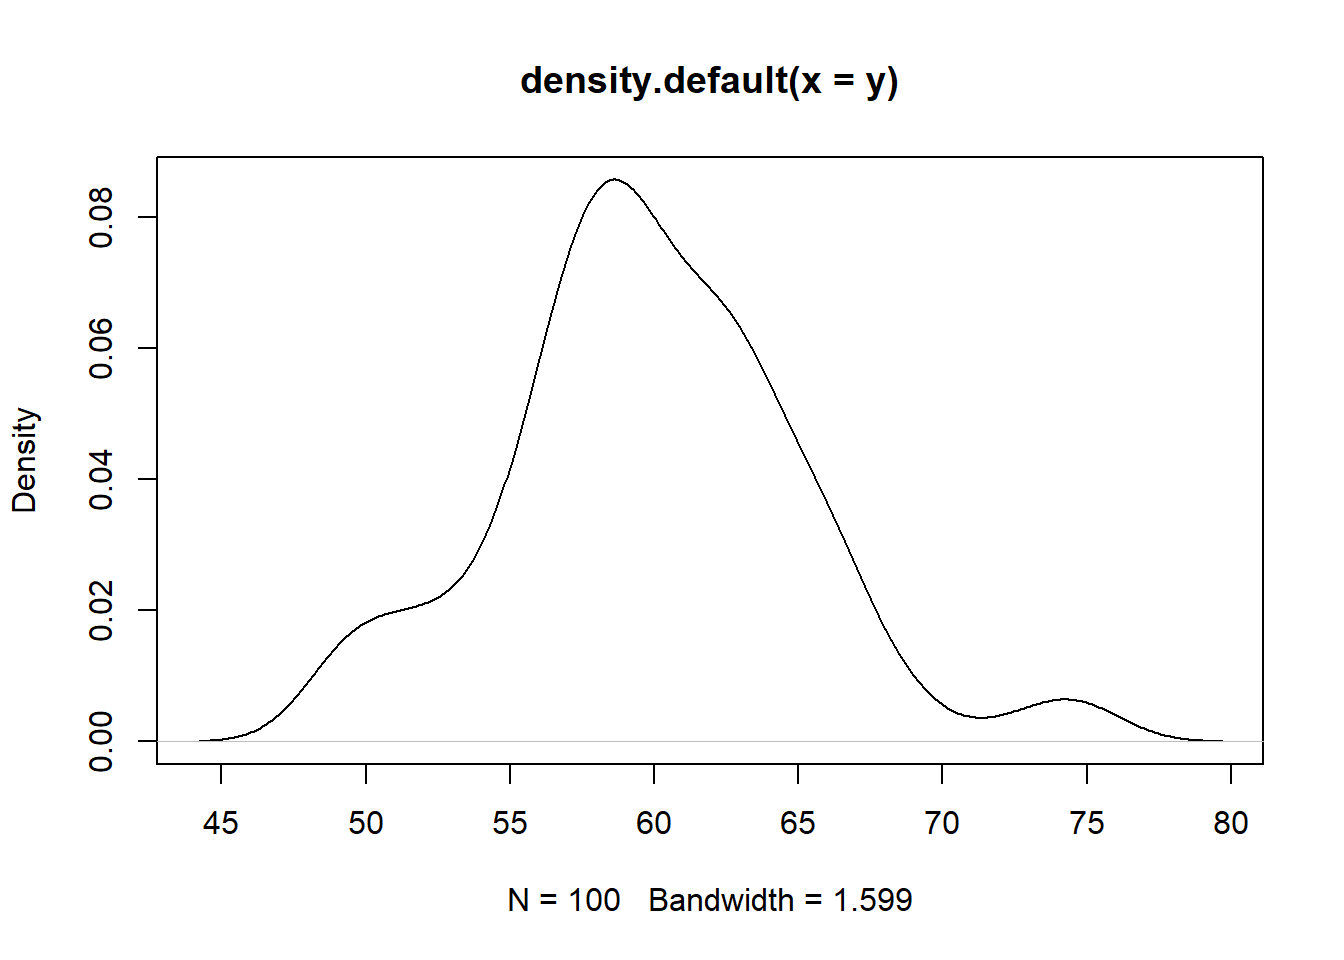 density.default(x = y)
Density
0.00 0.02 0.04 0.06 0.08
45 50 55 60 65 70 75 80
N = 100 Bandwidth = 1.599